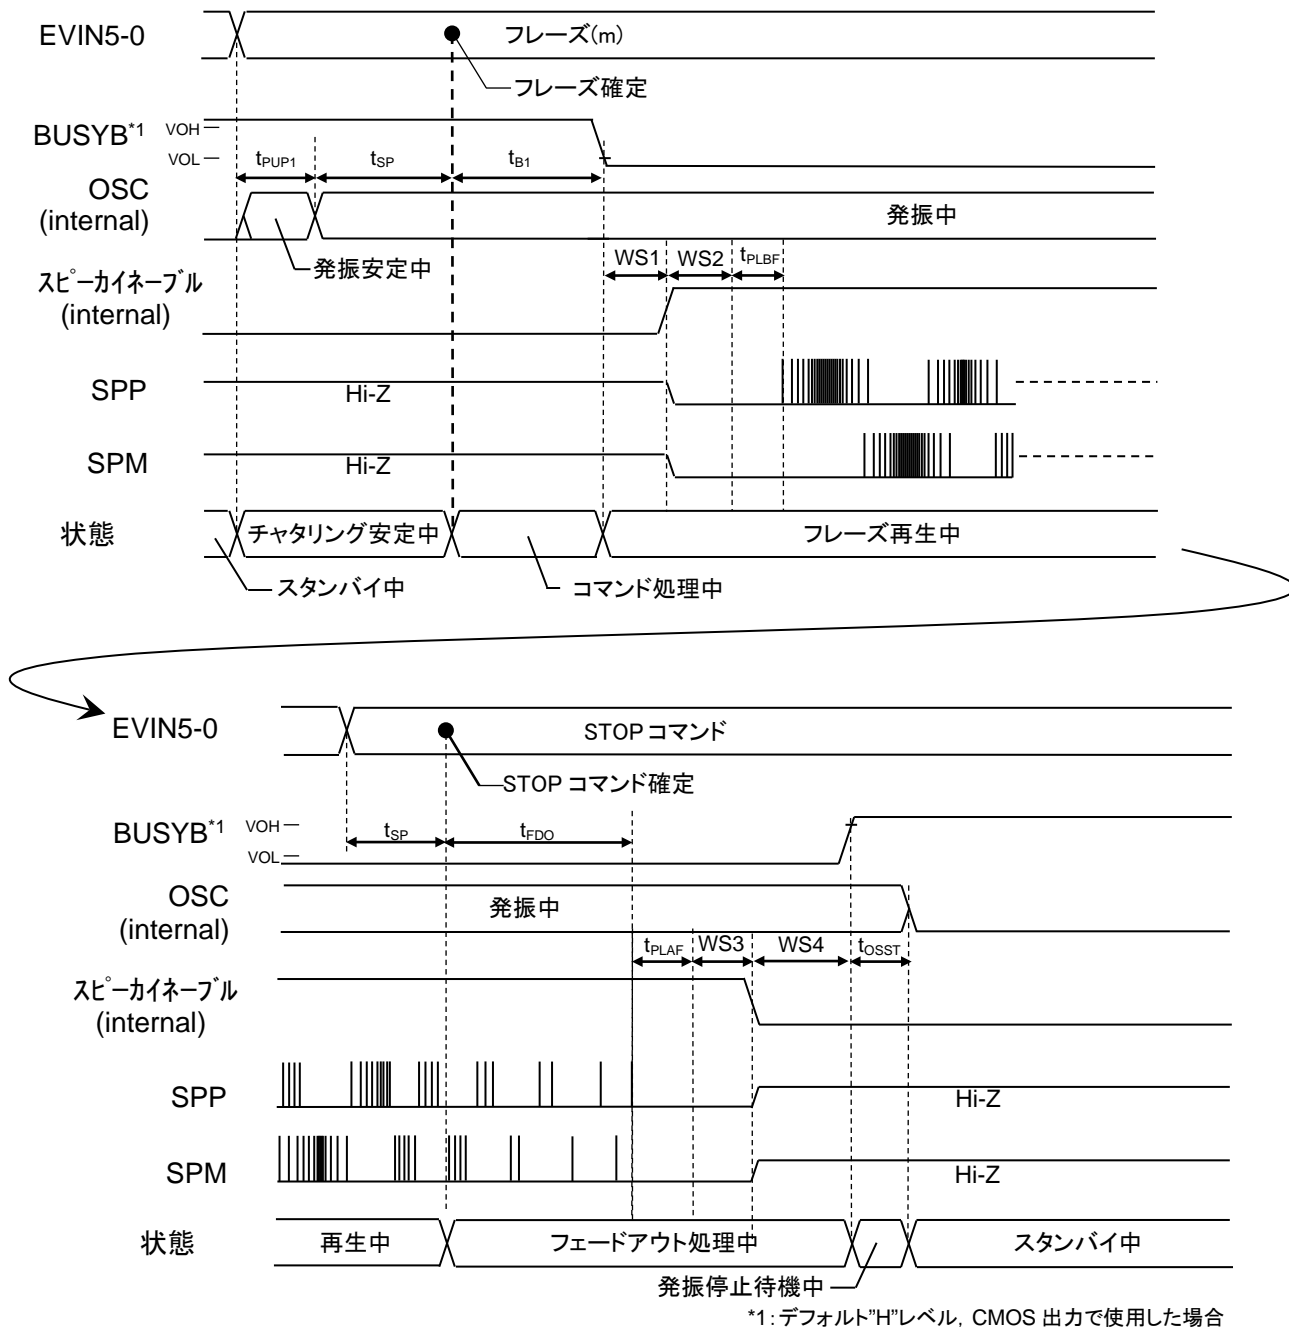 EVIN5-0
フレーズ(m)
フレーズ確定
BUSYB*1
VOH
VOL
tPUP1
tSP
tB1
OSC
(internal)
発振中
発振安定中
WS1
WS2
tPLBF
ｽﾋﾟｰｶｲﾈｰﾌﾞﾙ
(internal)
SPP
Hi-Z
SPM
Hi-Z
状態
チャタリング安定中
フレーズ再生中
スタンバイ中
コマンド処理中
EVIN5-0
STOP コマンド
STOP コマンド確定
BUSYB*1
VOH
VOL
tSP
tFDO
OSC
(internal)
発振中
tPLAF
WS3
WS4
tOSST
ｽﾋﾟｰｶｲﾈｰﾌﾞﾙ
(internal)
SPP
Hi-Z
SPM
Hi-Z
状態
再生中
フェードアウト処理中
スタンバイ中
発振停止待機中
*1：デフォルト"H"レベル，CMOS 出力で使用した場合